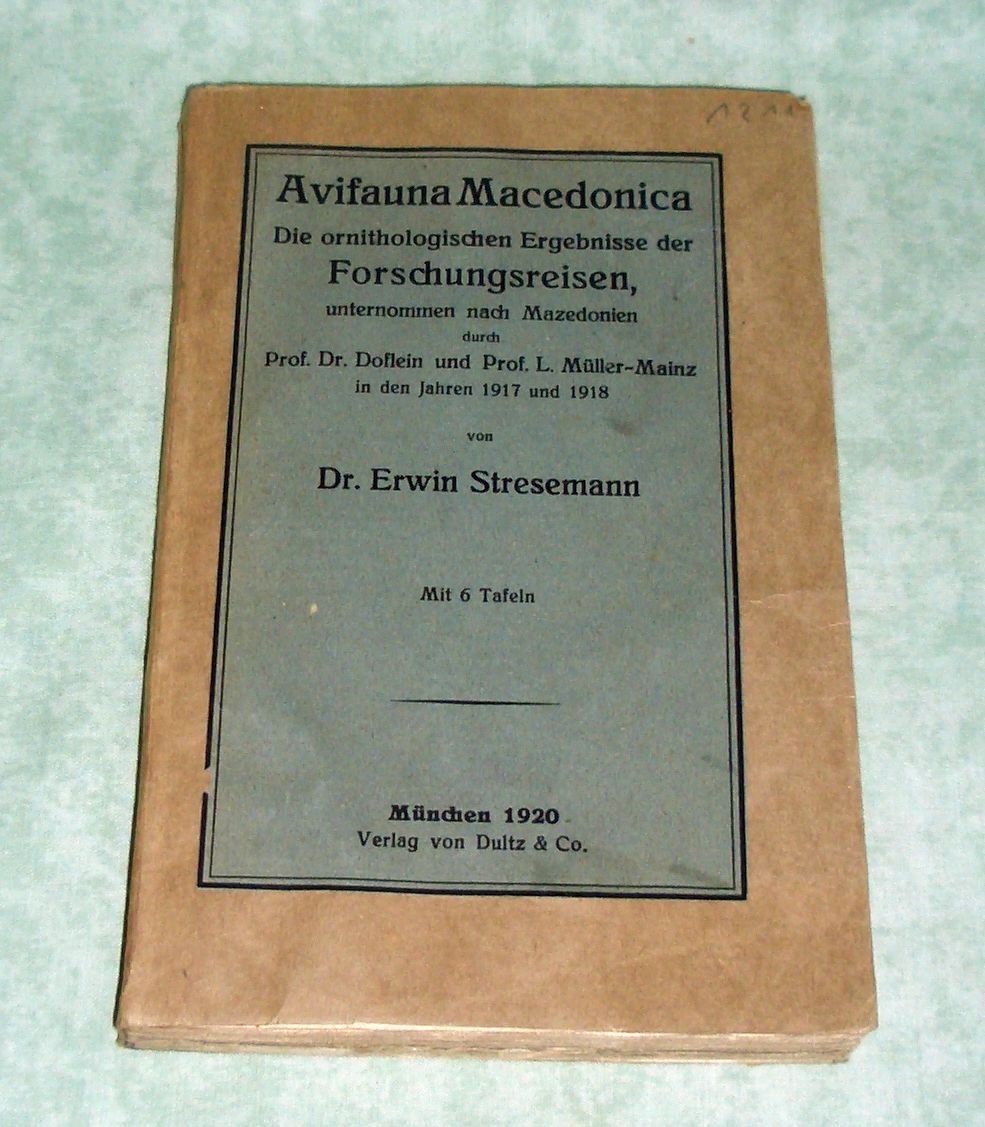 1211
Avifauna Macedonica
Die ornithologischen Ergebnisse der
Forschungsreisen,
unternommen nach Mazedonien
durch
Prof. Dr. Doflein und Prof. L. Müller-Mainz
in den Jahren 1917 und 1918
von
Dr. Erwin Stresemann
Mit 6 Tafeln
München 1920
Verlag von Dultz & Co.